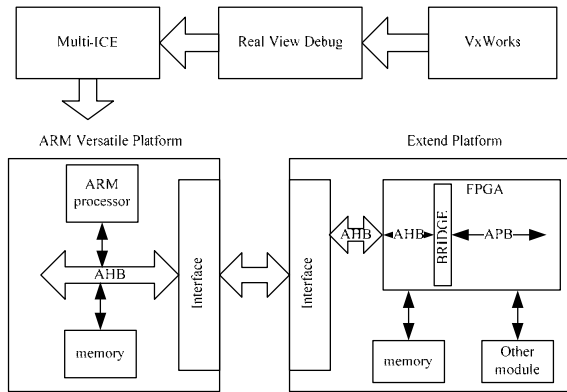 Multi-ICE
Real View Debug
VxWorks
ARM Versatile Platform
Extend Platform
ARM
processor
AHB
memory
Interface
Interface
AHB
FPGA
AHB
BRIDGE
APB
memory
Other
module